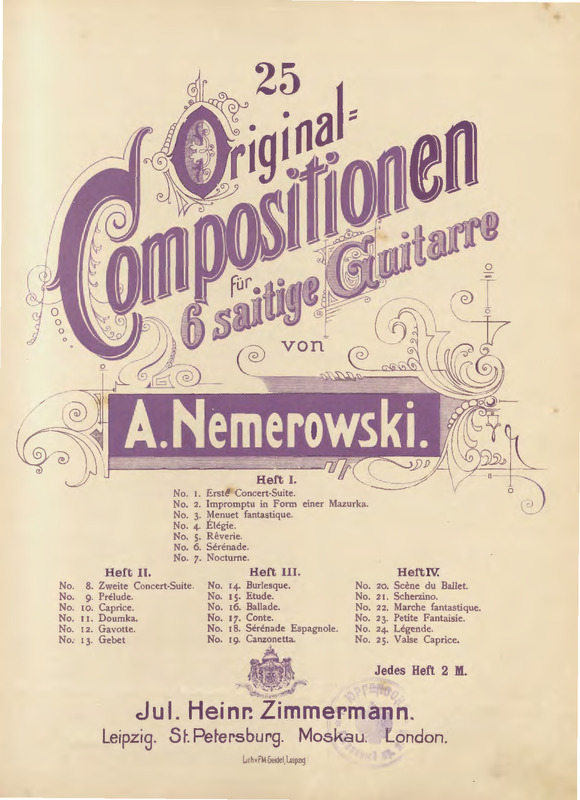 25
Original=
Compositionen
für
6 saitige Guitarre
von
A. Nemerowski.
Heft I.
No. 1. Erste Concert-Suite.
No. 2. Impromptu in Form einer Mazurka.
No. 3. Menuet fantastique.
No. 4. Élégie.
No. 5. Rêverie.
No. 6. Sérénade.
No. 7. Nocturne.
Heft II.
No. 8. Zweite Concert-Suite.
No. 9. Prélude.
No. 10. Caprice.
No. 11. Doumka.
No. 12. Gavotte.
No. 13. Gebet
Heft III.
No. 14. Burlesque.
No. 15. Etude.
No. 16. Ballade.
No. 17. Conte.
No. 18. Sérénade Espagnole.
No. 19. Canzonetta.
Heft IV.
No. 20. Scène du Ballet.
No. 21. Scherzino.
No. 22. Marche fantastique.
No. 23. Petite Fantaisie.
No. 24. Légende.
No. 25. Valse Caprice.
Jedes Heft 2 M.
Jul. Heinr. Zimmermann.
Leipzig. St. Petersburg. Moskau. London.
Lith.v.F.M. Geidel, Leipzig